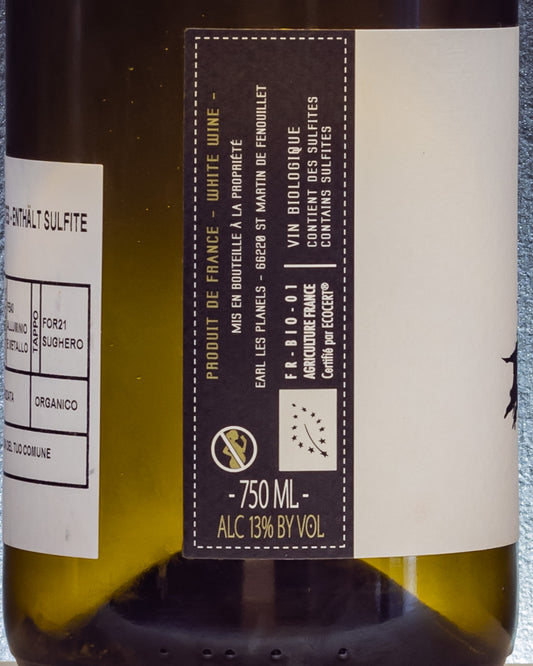 ENTHÄLT SULFITE
TAPPO
FOR21
SUGHERO
METALLO
ORGANICO
DEL TUO COMUNE
PRODUIT DE FRANCE - WHITE WINE -
MIS EN BOUTEILLE À LA PROPRIÉTÉ
EARL LES PLANELS - 66220 ST MARTIN DE FENOUILLET
FR-BIO-01
AGRICULTURE FRANCE
Certifié par ECOCERT®
VIN BIOLOGIQUE
CONTIENT DES SULFITES
CONTAINS SULFITES
- 750 ML -
ALC 13% BY VOL